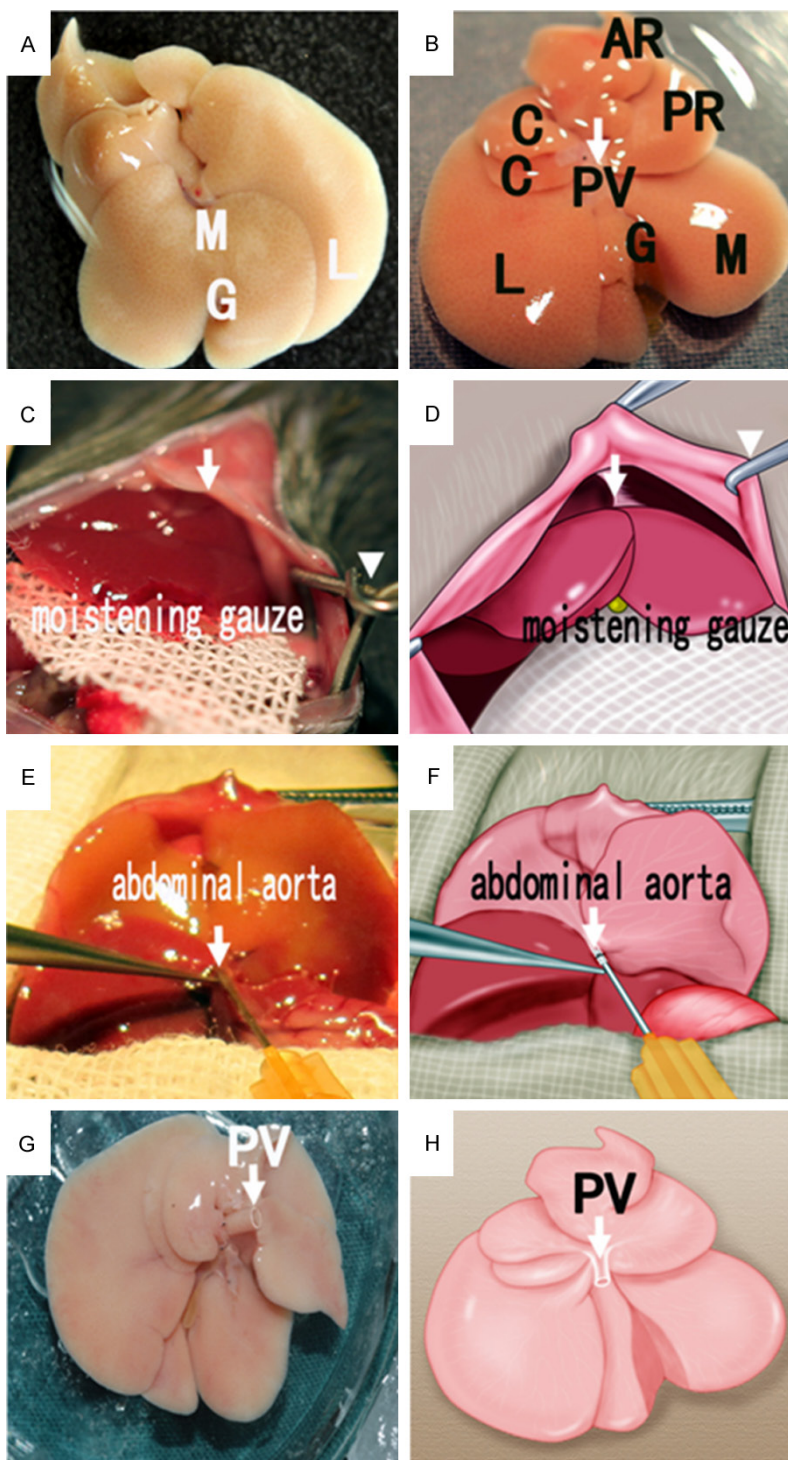 A
M
G
L
B
AR
PR
C
C
PV
G
L
M
C
moistening gauze
D
moistening gauze
E
abdominal aorta
F
abdominal aorta
G
PV
H
PV